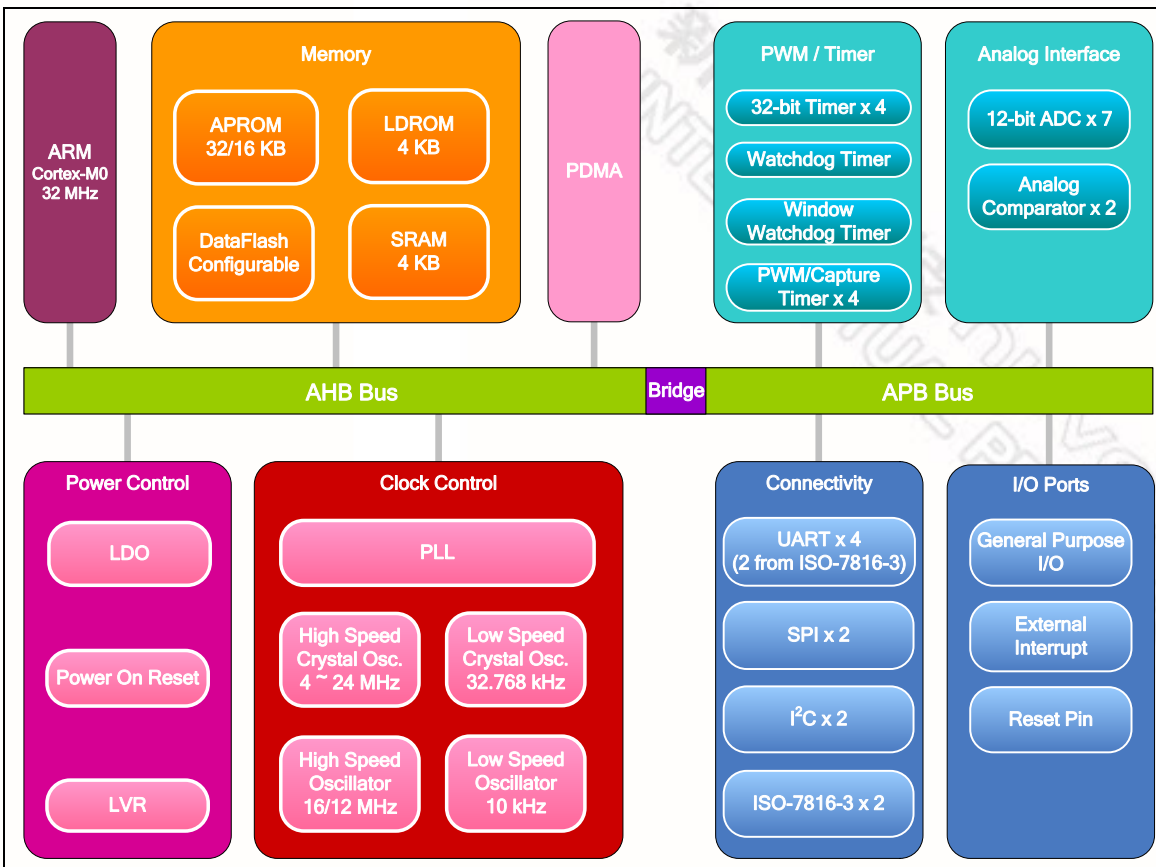 ARM
Cortex-M0
32 MHz
Memory
APROM
32/16 KB
LDROM
4 KB
DataFlash
Configurable
SRAM
4 KB
PDMA
PWM / Timer
32-bit Timer x 4
Watchdog Timer
Window
Watchdog Timer
PWM/Capture
Timer x 4
Analog Interface
12-bit ADC x 7
Analog
Comparator x 2
AHB Bus
Bridge
APB Bus
Power Control
LDO
Power On Reset
LVR
Clock Control
PLL
High Speed
Crystal Osc.
4 ~ 24 MHz
Low Speed
Crystal Osc.
32.768 kHz
High Speed
Oscillator
16/12 MHz
Low Speed
Oscillator
10 kHz
Connectivity
UART x 4
(2 from ISO-7816-3)
SPI x 2
I²C x 2
ISO-7816-3 x 2
I/O Ports
General Purpose
I/O
External
Interrupt
Reset Pin